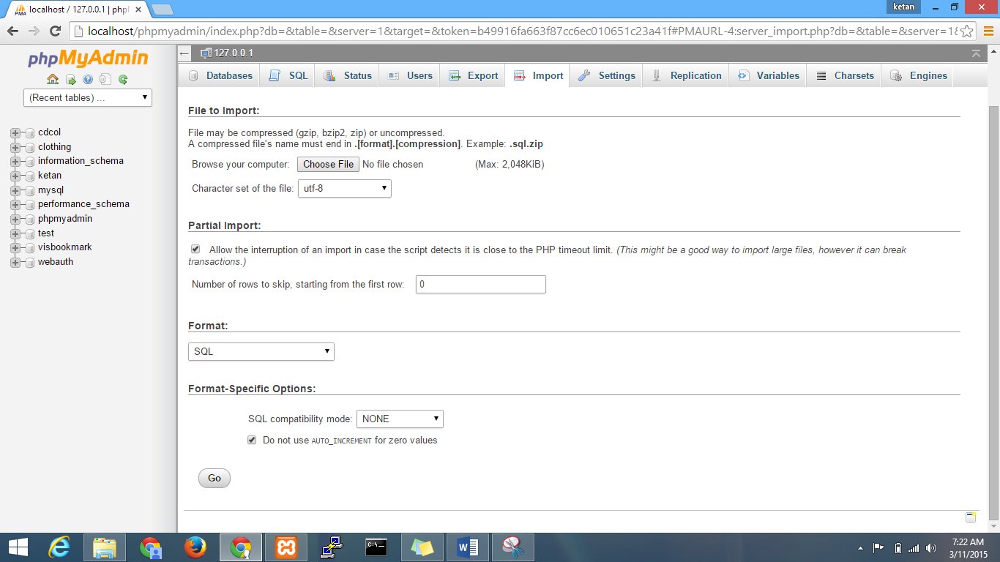 localhost / 127.0.0.1 | phpl
ketan
localhost/phpmyadmin/index.php?db=&table=&server=1&target=&token=b49916fa663f87cc6ec010651c23a41f#PMAURL-4:server_import.php?db=&table=&server=1&
phpMyAdmin
(Recent tables) ...
cdcol
clothing
information_schema
ketan
mysql
performance_schema
phpmyadmin
test
visbookmark
webauth
127.0.0.1
Databases SQL Status Users Export Import Settings Replication Variables Charsets Engines
File to Import:
File may be compressed (gzip, bzip2, zip) or uncompressed.
A compressed file's name must end in .[format].[compression]. Example: .sql.zip
Browse your computer: Choose File No file chosen (Max: 2,048KiB)
Character set of the file: utf-8
Partial Import:
Allow the interruption of an import in case the script detects it is close to the PHP timeout limit. (This might be a good way to import large files, however it can break
transactions.)
Number of rows to skip, starting from the first row: 0
Format:
SQL
Format-Specific Options:
SQL compatibility mode: NONE
Do not use AUTO_INCREMENT for zero values
Go
7:22 AM
3/11/2015